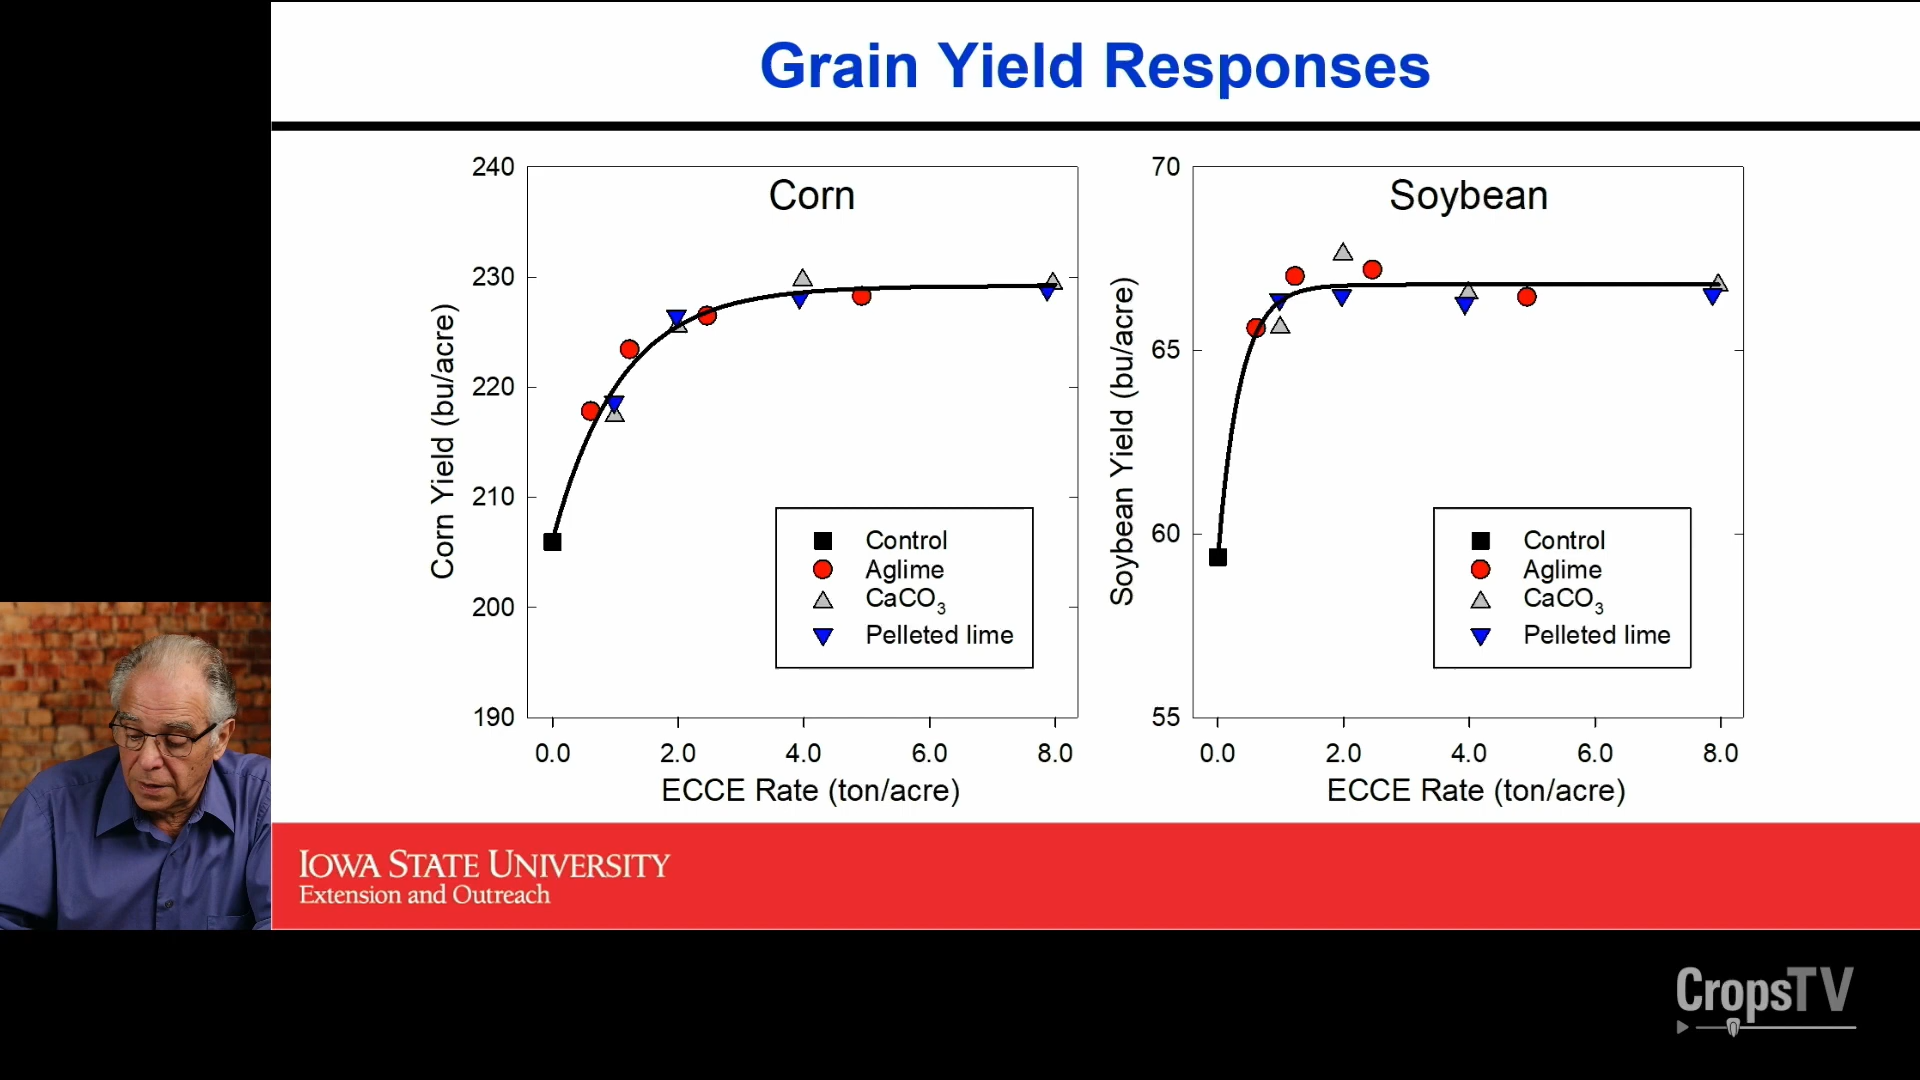 Grain Yield Responses
Corn
240
230
220
210
200
190
Corn Yield (bu/acre)
Control
Aglime
CaCO3
Pelleted lime
0.0 2.0 4.0 6.0 8.0
ECCE Rate (ton/acre)
Soybean
70
65
60
55
Soybean Yield (bu/acre)
Control
Aglime
CaCO3
Pelleted lime
0.0 2.0 4.0 6.0 8.0
ECCE Rate (ton/acre)
IOWA STATE UNIVERSITY
Extension and Outreach
CropsTV